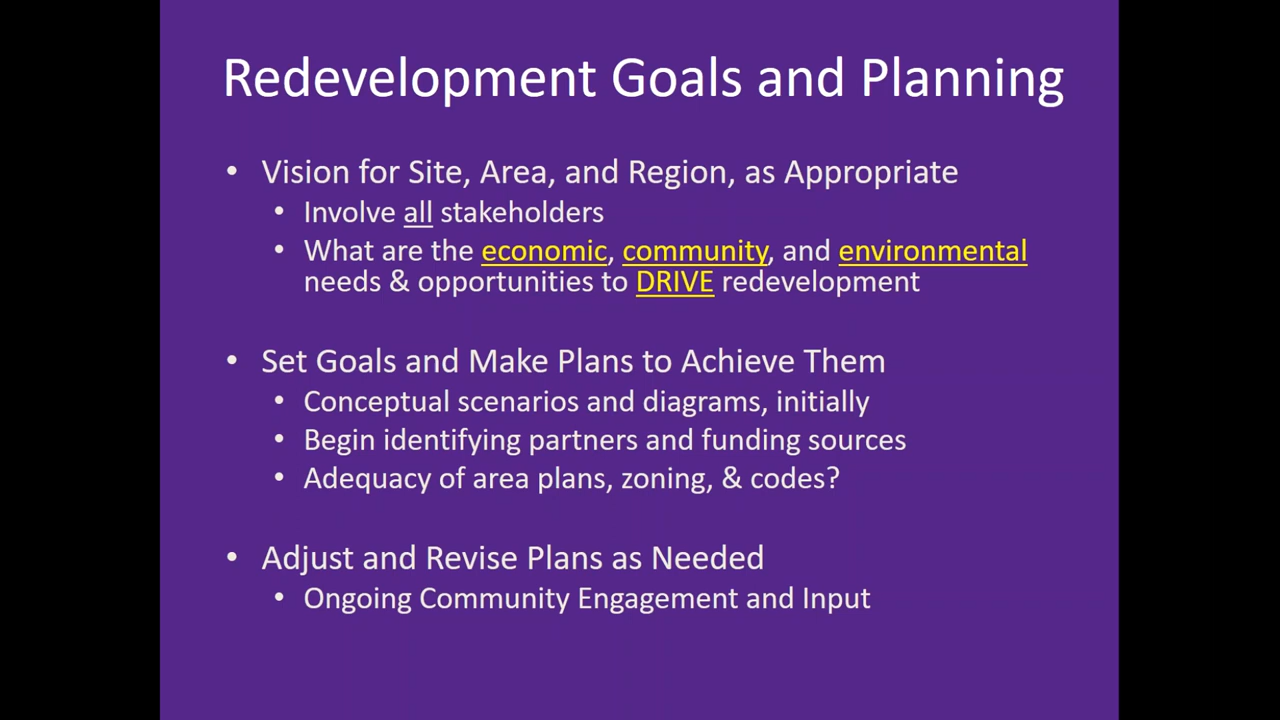 Redevelopment Goals and Planning
• Vision for Site, Area, and Region, as Appropriate
• Involve all stakeholders
• What are the economic, community, and environmental
needs & opportunities to DRIVE redevelopment
• Set Goals and Make Plans to Achieve Them
• Conceptual scenarios and diagrams, initially
• Begin identifying partners and funding sources
• Adequacy of area plans, zoning, & codes?
• Adjust and Revise Plans as Needed
• Ongoing Community Engagement and Input